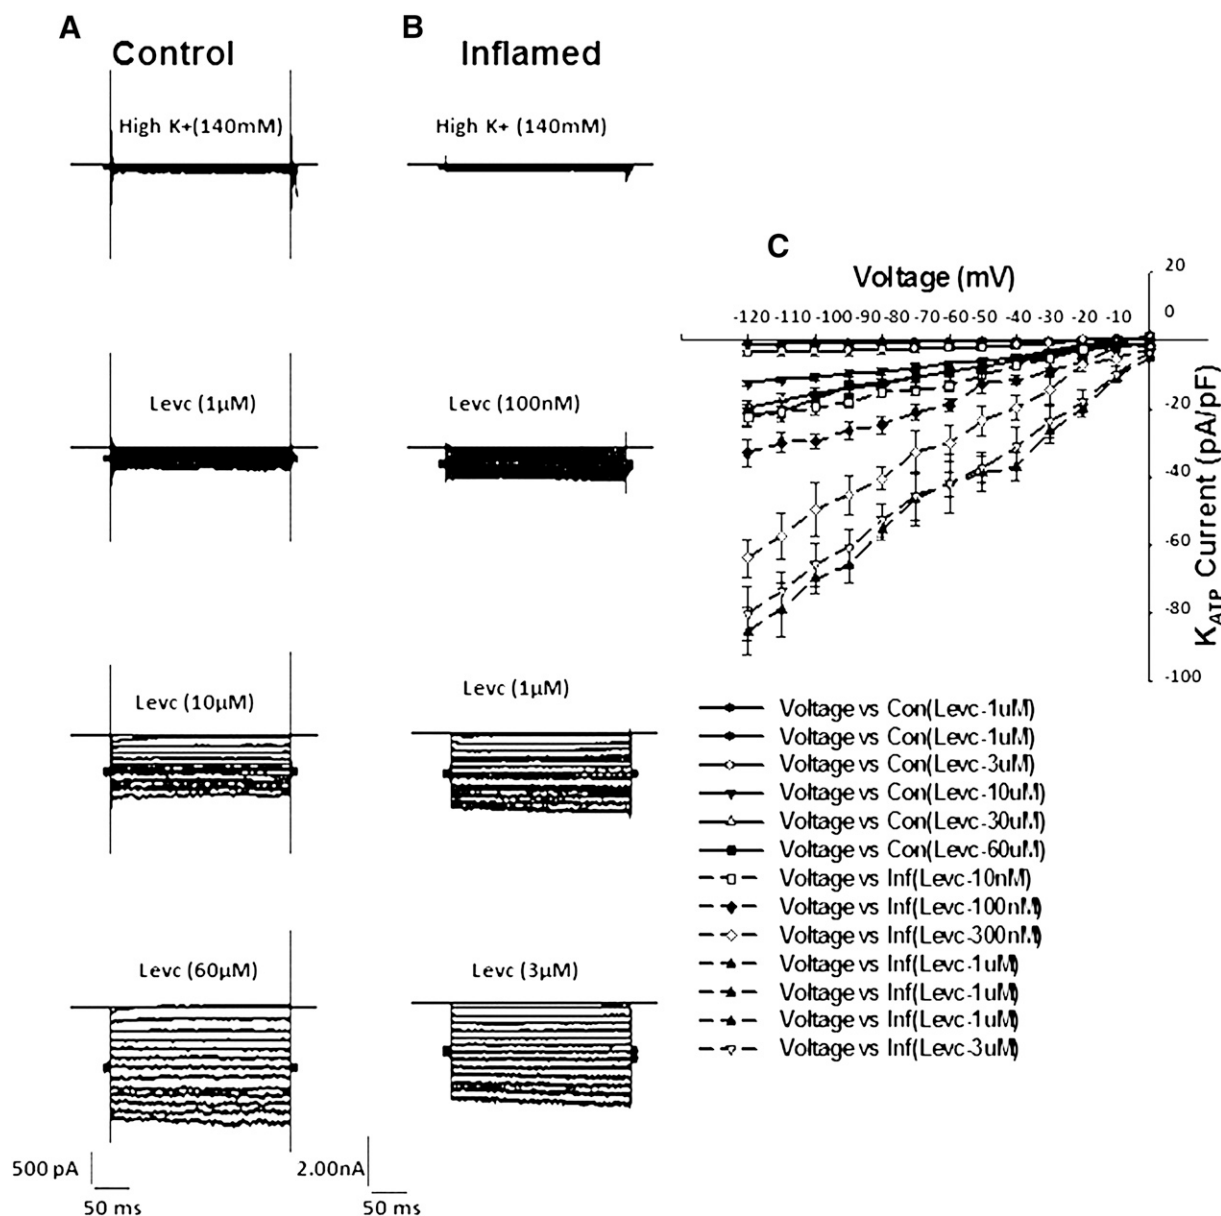 A
Control
High K+(140mM)
Levc (1µM)
Levc (10µM)
Levc (60µM)
500 pA
50 ms
B
Inflamed
High K+ (140mM)
Levc (100nM)
Levc (1µM)
Levc (3µM)
2.00nA
50 ms
C
Voltage (mV)
-120 -110 -100 -90 -80 -70 -60 -50 -40 -30 -20 -10
20
0
-20
-40
-60
-80
-100
KATP Current (pA/pF)
Voltage vs Con(Levc-1uM)
Voltage vs Con(Levc-1uM)
Voltage vs Con(Levc-3uM)
Voltage vs Con(Levc-10uM)
Voltage vs Con(Levc-30uM)
Voltage vs Con(Levc-60uM)
Voltage vs Inf(Levc-10nM)
Voltage vs Inf(Levc-100nM)
Voltage vs Inf(Levc-300nM)
Voltage vs Inf(Levc-1uM)
Voltage vs Inf(Levc-1uM)
Voltage vs Inf(Levc-1uM)
Voltage vs Inf(Levc-3uM)